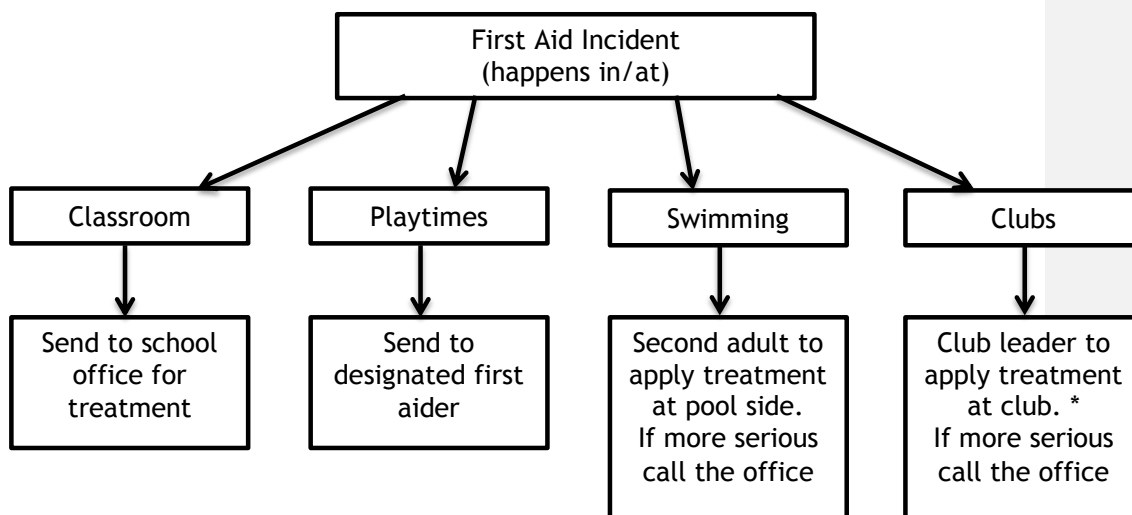 First Aid Incident
(happens in/at)
Classroom
Playtimes
Swimming
Clubs
Send to school
office for
treatment
Send to
designated first
aider
Second adult to
apply treatment
at pool side.
If more serious
call the office
Club leader to
apply treatment
at club. *
If more serious
call the office